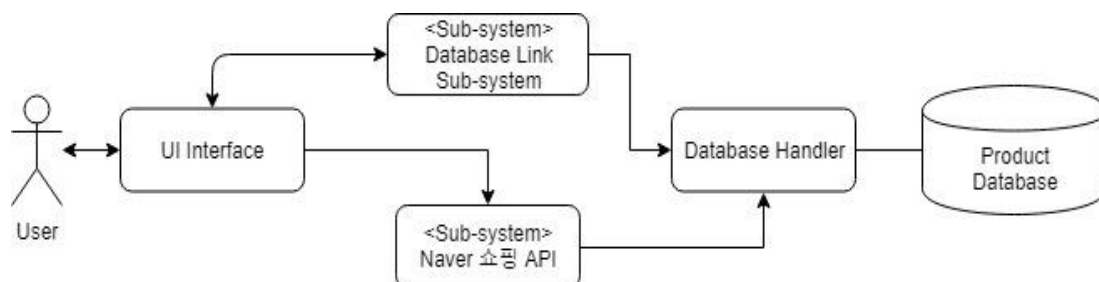 <Sub-system>
Database Link
Sub-system
UI Interface
Database Handler
Product
Database
User
<Sub-system>
Naver 쇼핑 API